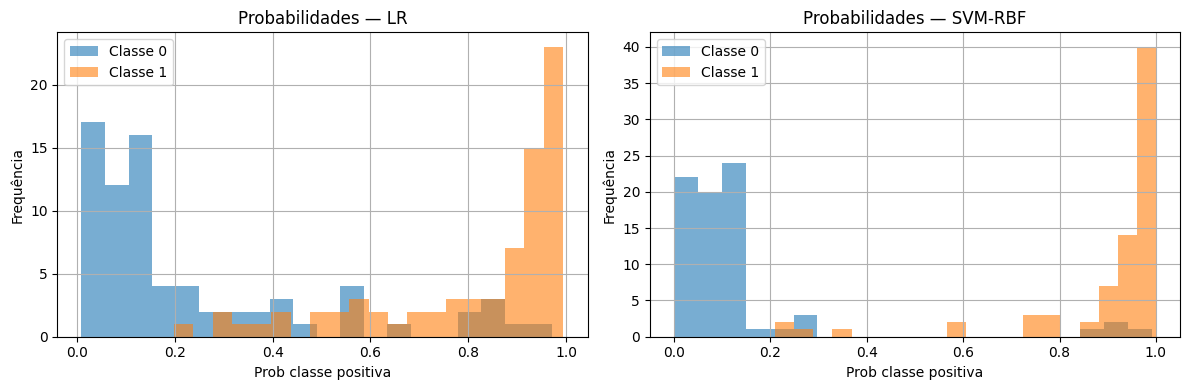 Probabilidades — LR
Classe 0
Classe 1
Frequência
20
15
10
5
0
0.0 0.2 0.4 0.6 0.8 1.0
Prob classe positiva
Probabilidades — SVM-RBF
Classe 0
Classe 1
Frequência
40
35
30
25
20
15
10
5
0
0.0 0.2 0.4 0.6 0.8 1.0
Prob classe positiva